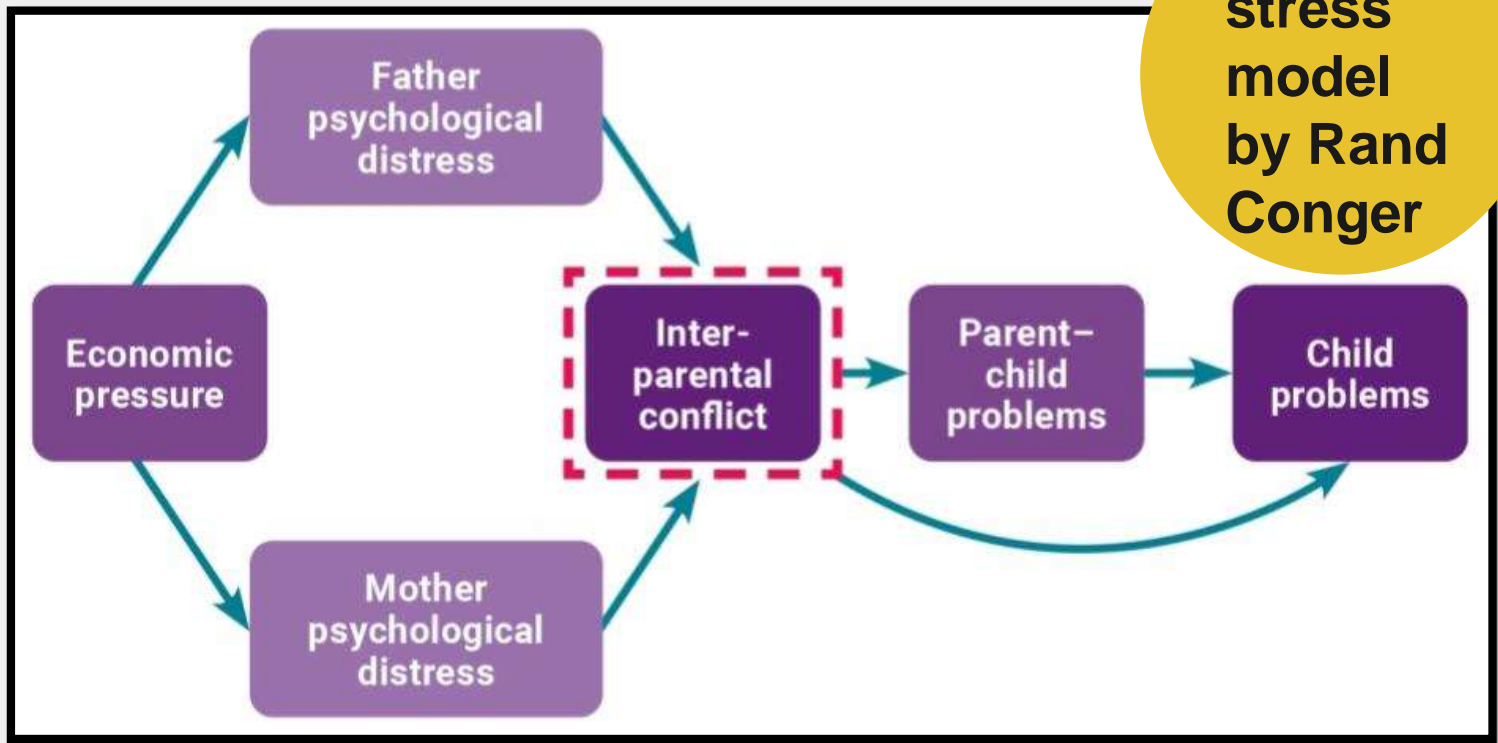 stress
model
by Rand
Conger
Father
psychological
distress
Economic
pressure
Inter-
parental
conflict
Parent–
child
problems
Child
problems
Mother
psychological
distress